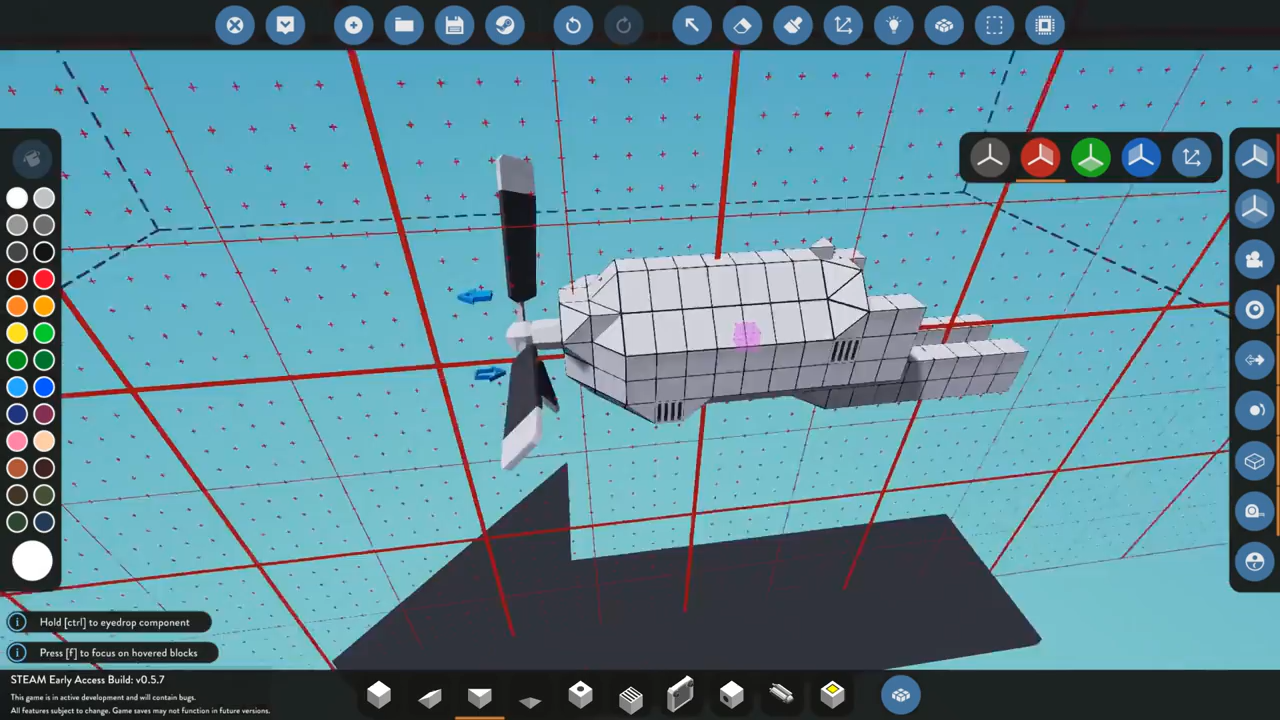 Hold [ctrl] to eyedrop component
Press [f] to focus on hovered blocks
STEAM Early Access Build: v0.5.7
This game is in active development and will contain bugs.
All features subject to change. Game saves may not function in future versions.